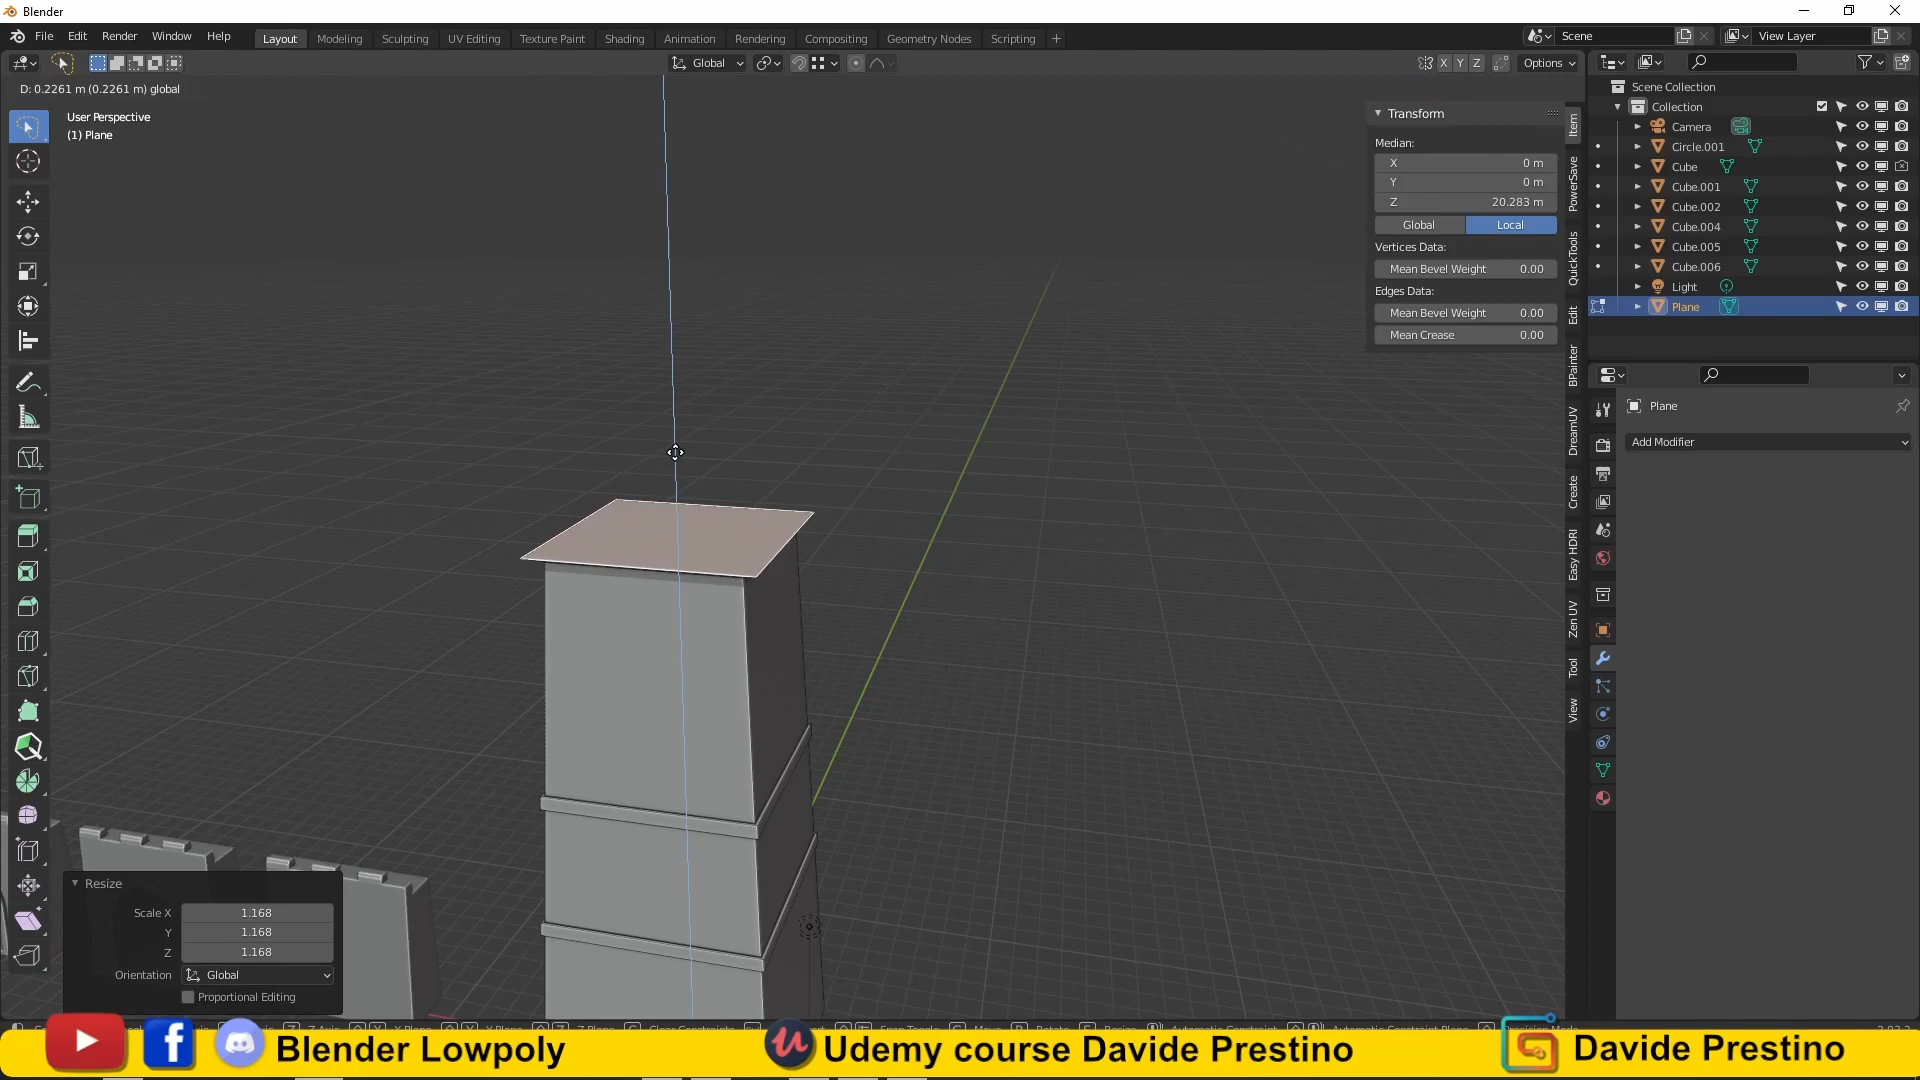 Blender
File Edit Render Window Help
Layout Modeling Sculpting UV Editing Texture Paint Shading Animation Rendering Compositing Geometry Nodes Scripting +
Scene
View Layer
Global
X Y Z
Options
D: 0.2261 m (0.2261 m) global
User Perspective
(1) Plane
Transform
Median:
X 0 m
Y 0 m
Z 20.283 m
Global Local
Vertices Data:
Mean Bevel Weight 0.00
Edges Data:
Mean Bevel Weight 0.00
Mean Crease 0.00
Item
PowerSave
QuickTools
Edit
BPainter
DreamUV
Create
Easy HDRI
Zen UV
Tool
View
Scene Collection
Collection
Camera
Circle.001
Cube
Cube.001
Cube.002
Cube.004
Cube.005
Cube.006
Light
Plane
Plane
Add Modifier
Resize
Scale X 1.168
Y 1.168
Z 1.168
Orientation Global
Proportional Editing
Blender Lowpoly
Udemy course Davide Prestino
Davide Prestino